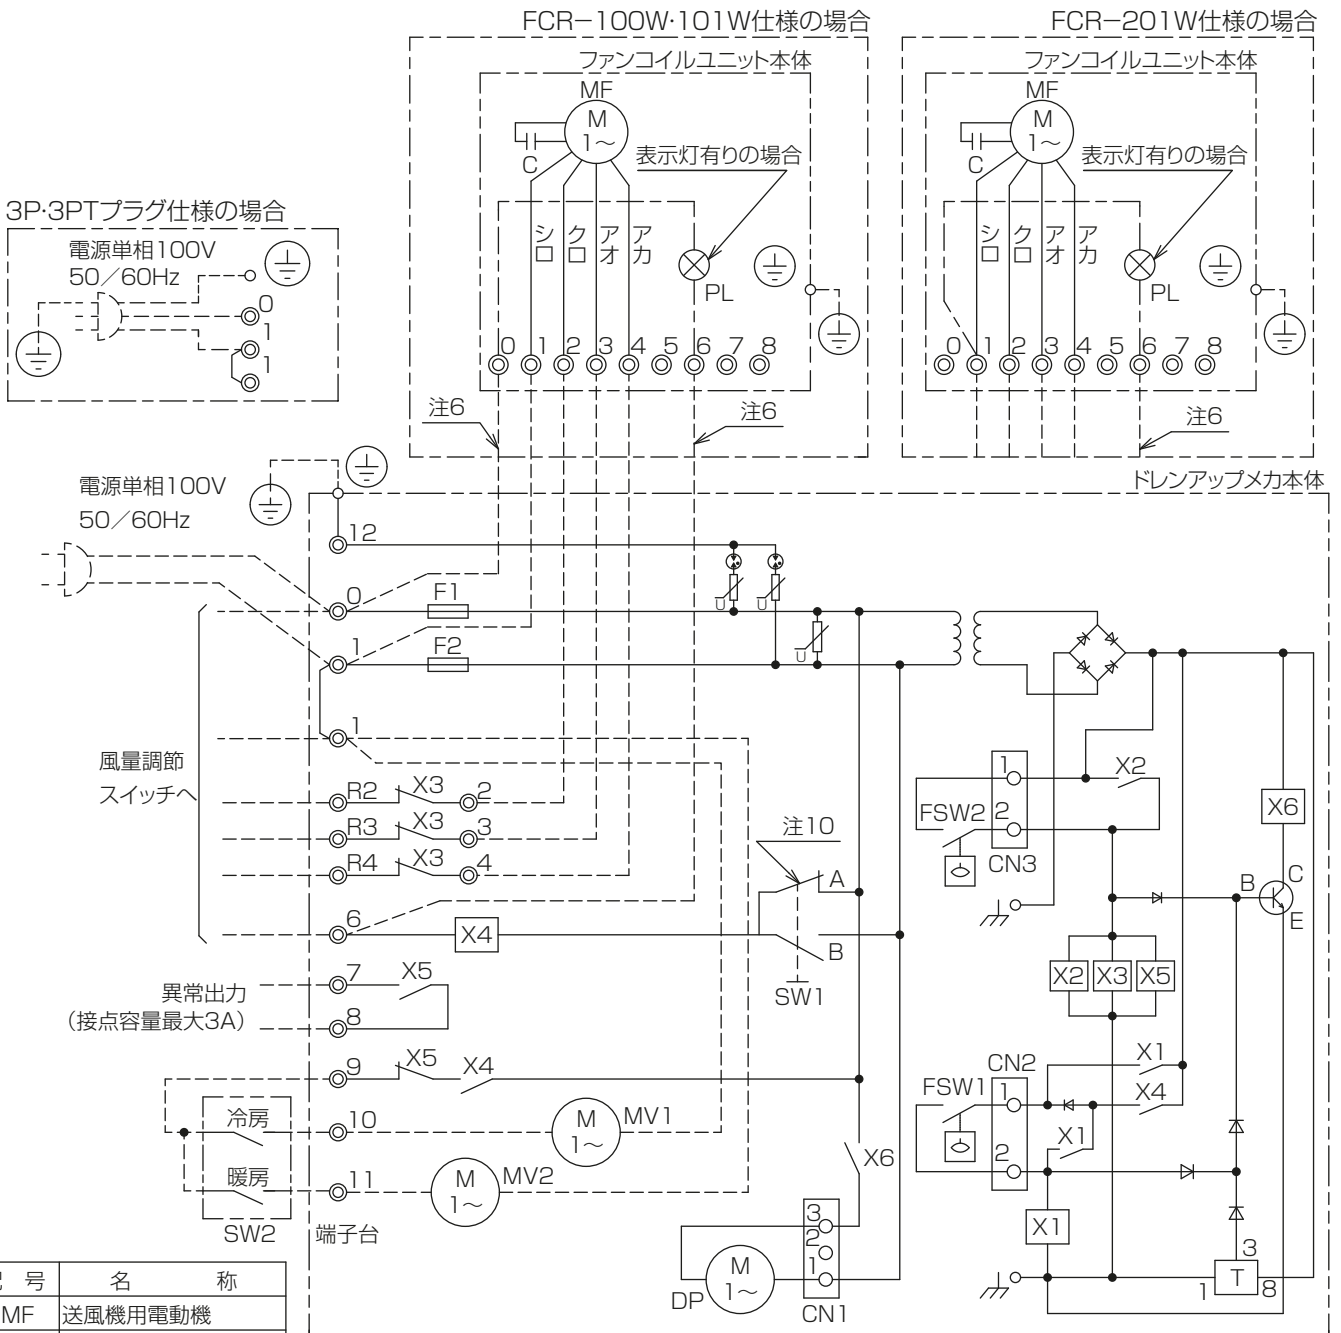 FCR−100W·101W仕様の場合
ファンコイルユニット本体
MF
M
1～
C
表示灯有りの場合
シロ
クロ
アオ
アカ
PL
0 1 2 3 4 5 6 7 8
注6
注6
FCR−201W仕様の場合
ファンコイルユニット本体
MF
M
1～
C
表示灯有りの場合
シロ
クロ
アオ
アカ
PL
0 1 2 3 4 5 6 7 8
注6
3P·3PTプラグ仕様の場合
電源単相100V
50／60Hz
0
1
1
ドレンアップメカ本体
電源単相100V
50／60Hz
12
0
F1
1
F2
U
U
U
1
風量調節
スイッチへ
R2 X3 2
R3 X3 3
R4 X3 4
6
X4
注10
A
B
SW1
7
X5
異常出力
(接点容量最大3A)
8
9
X5
X4
冷房
10
M
1～
MV1
暖房
11
M
1～
MV2
SW2
端子台
X6
3
2
1
CN1
M
1～
DP
1
X2
FSW2
2
CN3
X6
B
C
E
X2
X3
X5
CN2
X1
FSW1
1
X4
X1
2
X1
3
T
1
8
記 号
名 称
MF
送風機用電動機